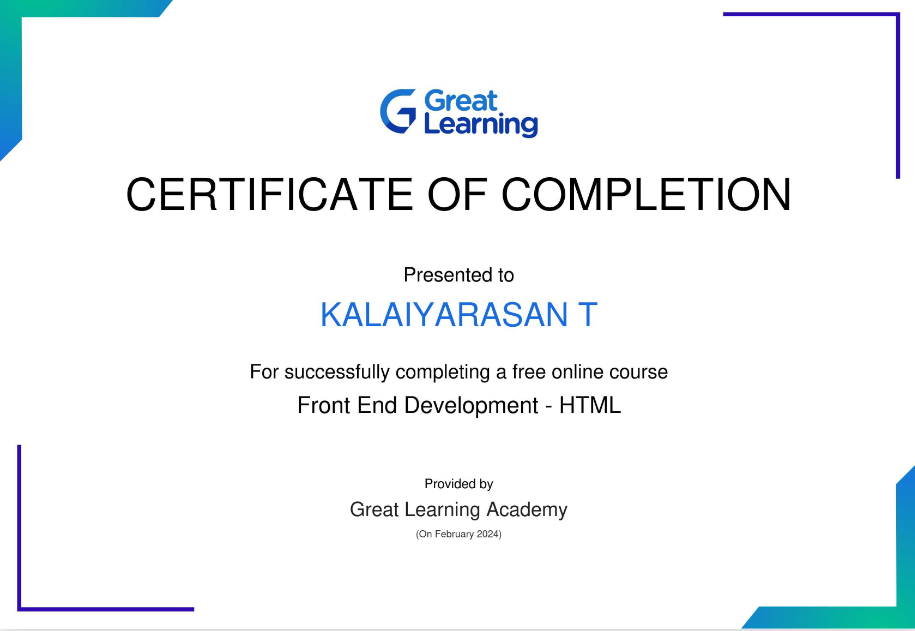 Great
Learning
CERTIFICATE OF COMPLETION
Presented to
KALAIYARASAN T
For successfully completing a free online course
Front End Development - HTML
Provided by
Great Learning Academy
(On February 2024)